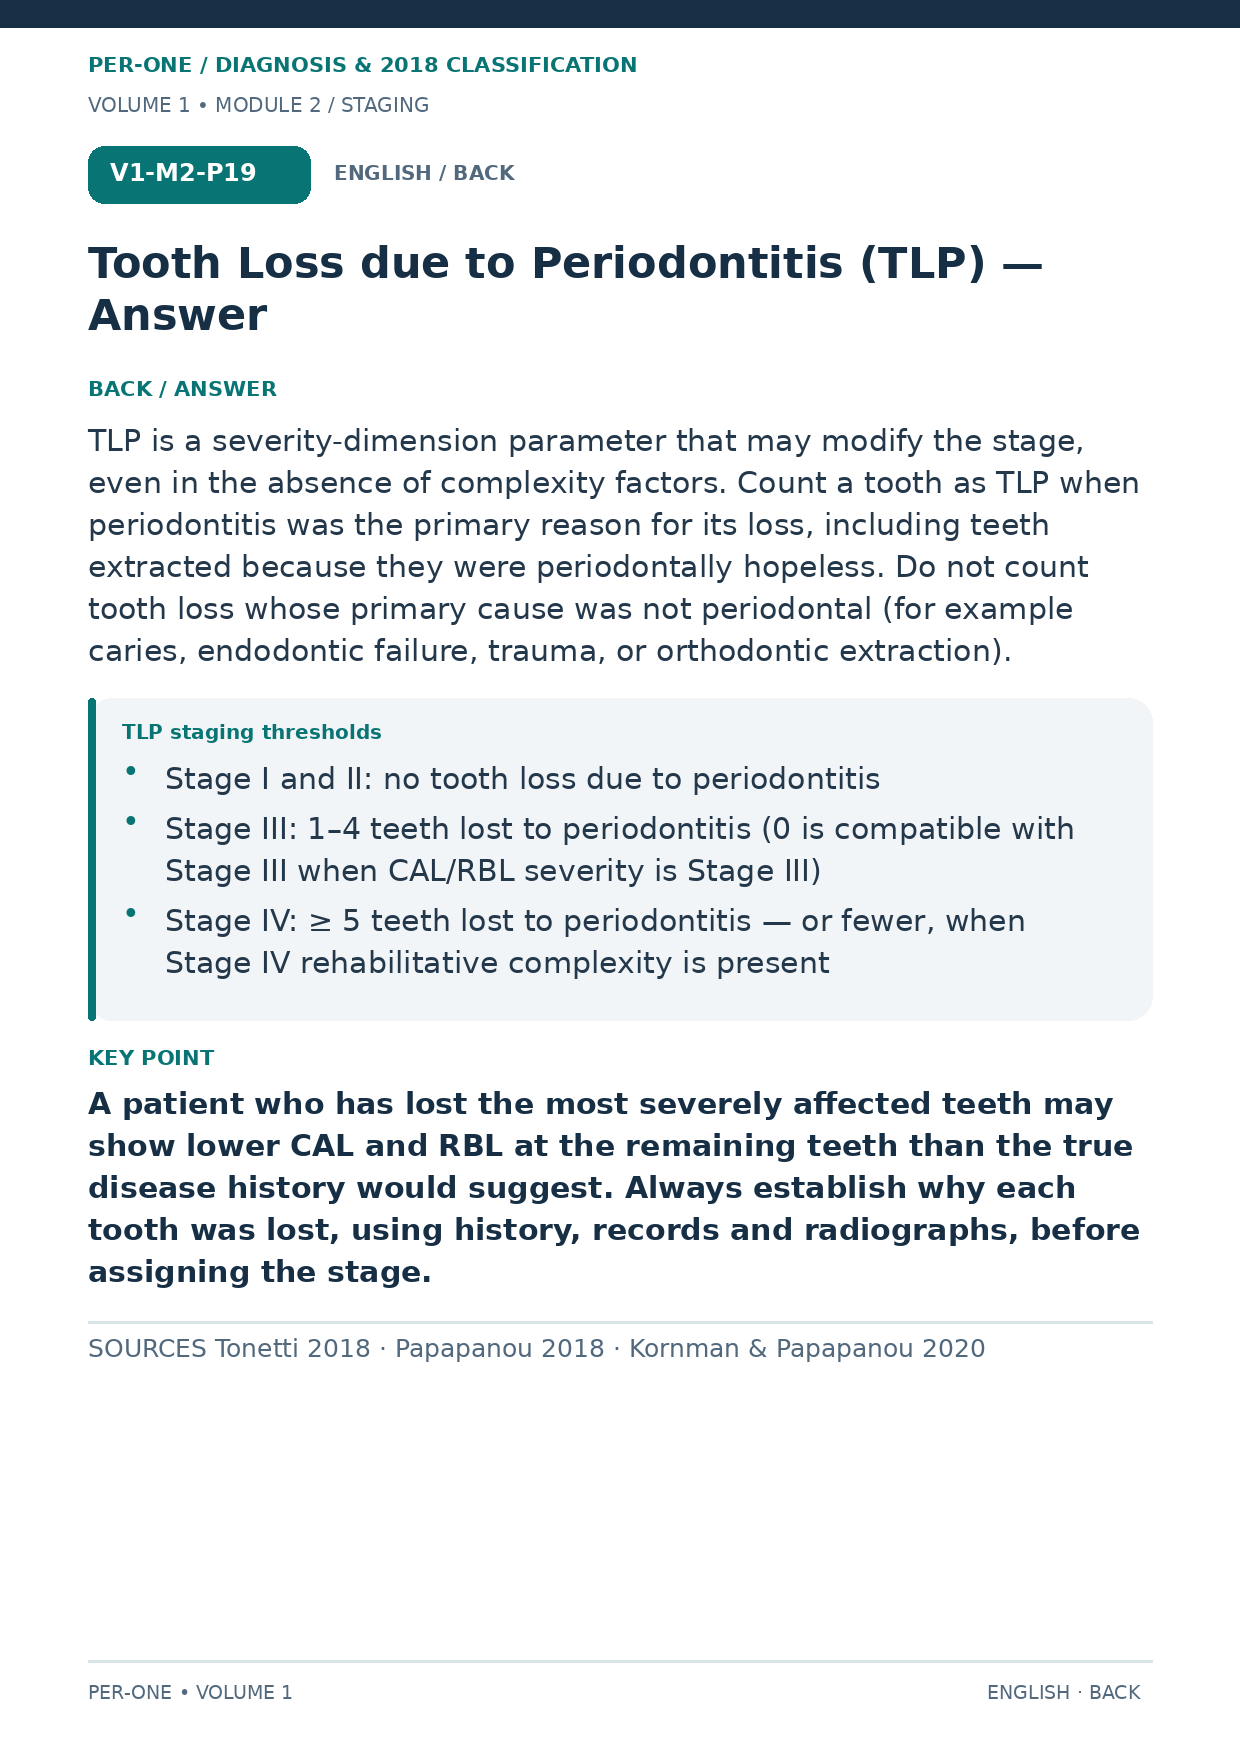 PER-ONE / DIAGNOSIS & 2018 CLASSIFICATION
VOLUME 1 • MODULE 2 / STAGING
V1-M2-P19
ENGLISH / BACK
Tooth Loss due to Periodontitis (TLP) —
Answer
BACK / ANSWER
TLP is a severity-dimension parameter that may modify the stage,
even in the absence of complexity factors. Count a tooth as TLP when
periodontitis was the primary reason for its loss, including teeth
extracted because they were periodontally hopeless. Do not count
tooth loss whose primary cause was not periodontal (for example
caries, endodontic failure, trauma, or orthodontic extraction).
TLP staging thresholds
• Stage I and II: no tooth loss due to periodontitis
• Stage III: 1–4 teeth lost to periodontitis (0 is compatible with
Stage III when CAL/RBL severity is Stage III)
• Stage IV: ≥ 5 teeth lost to periodontitis — or fewer, when
Stage IV rehabilitative complexity is present
KEY POINT
A patient who has lost the most severely affected teeth may
show lower CAL and RBL at the remaining teeth than the true
disease history would suggest. Always establish why each
tooth was lost, using history, records and radiographs, before
assigning the stage.
SOURCES Tonetti 2018 · Papapanou 2018 · Kornman & Papapanou 2020
PER-ONE • VOLUME 1
ENGLISH · BACK